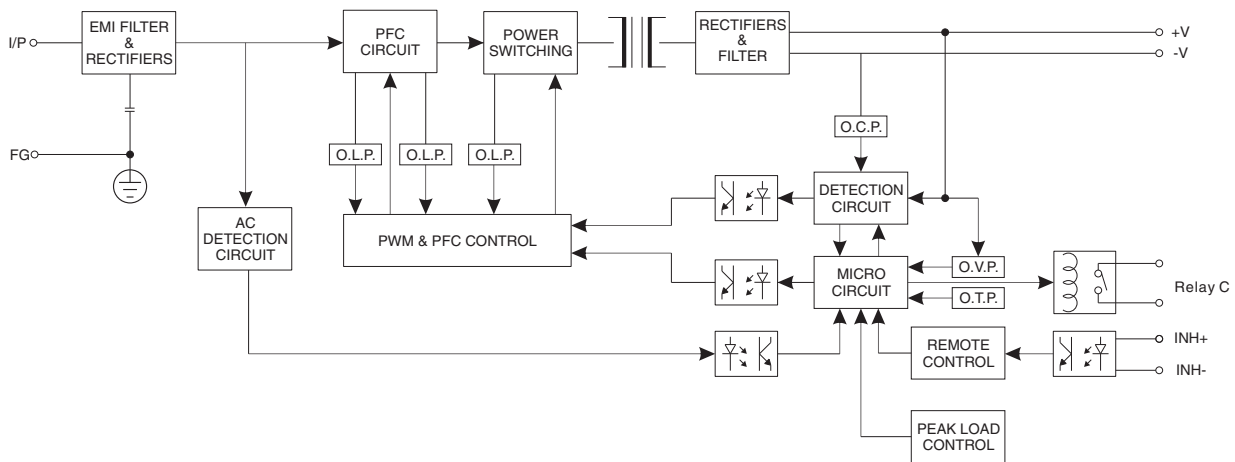 I/P
EMI FILTER
&
RECTIFIERS
PFC
CIRCUIT
POWER
SWITCHING
RECTIFIERS
&
FILTER
+V
-V
FG
O.L.P.
O.L.P.
O.L.P.
O.C.P.
AC
DETECTION
CIRCUIT
PWM & PFC CONTROL
DETECTION
CIRCUIT
MICRO
CIRCUIT
O.V.P.
O.T.P.
Relay C
REMOTE
CONTROL
INH+
INH-
PEAK LOAD
CONTROL